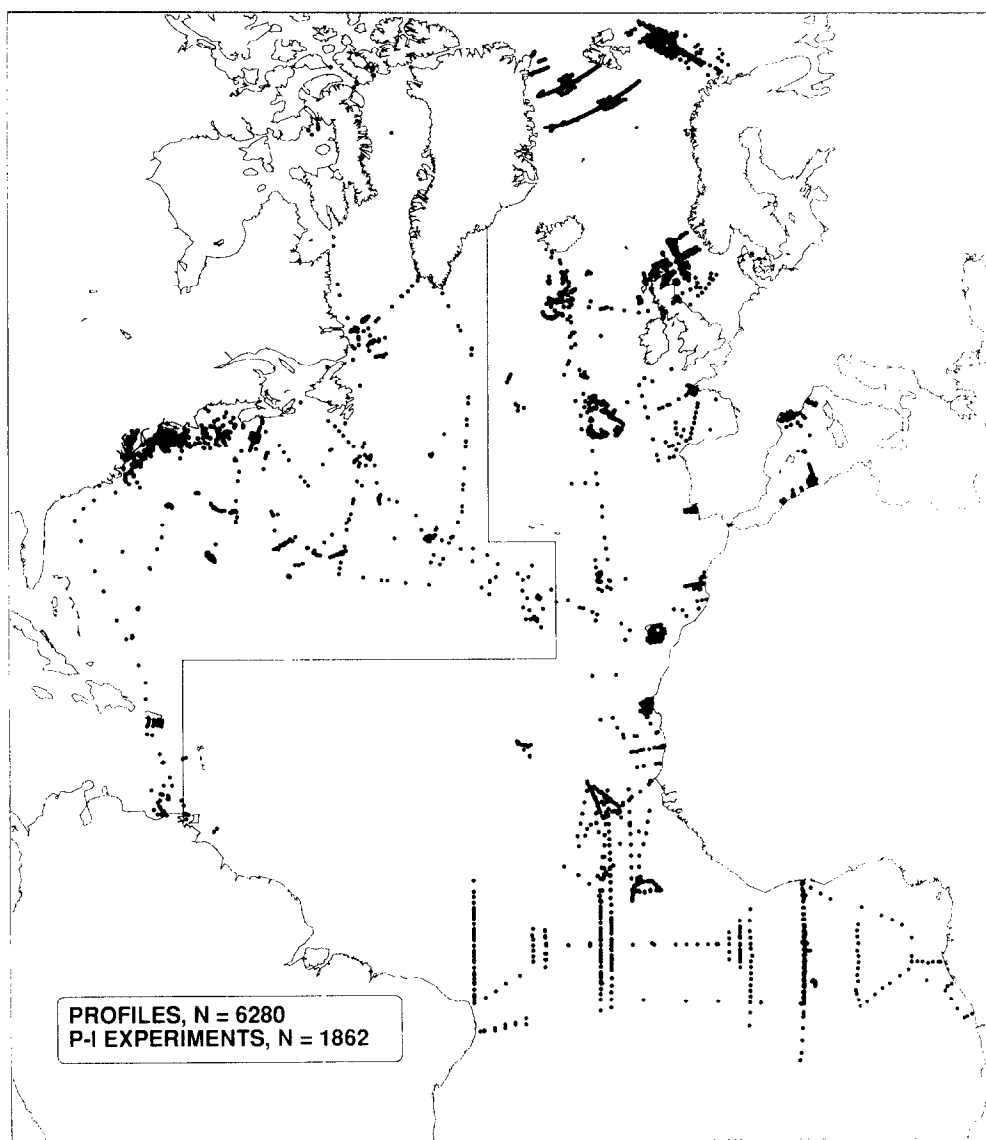 PROFILES, N = 6280
P-I EXPERIMENTS, N = 1862